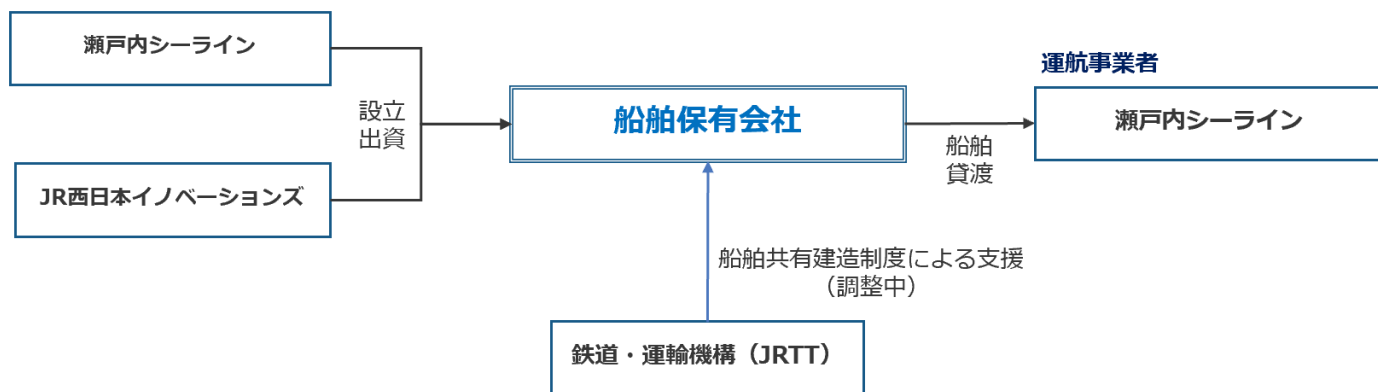 瀬戸内シーライン
JR西日本イノベーションズ
設立
出資
船舶保有会社
船舶
貸渡
運航事業者
瀬戸内シーライン
船舶共有建造制度による支援
（調整中）
鉄道・運輸機構（JRTT）